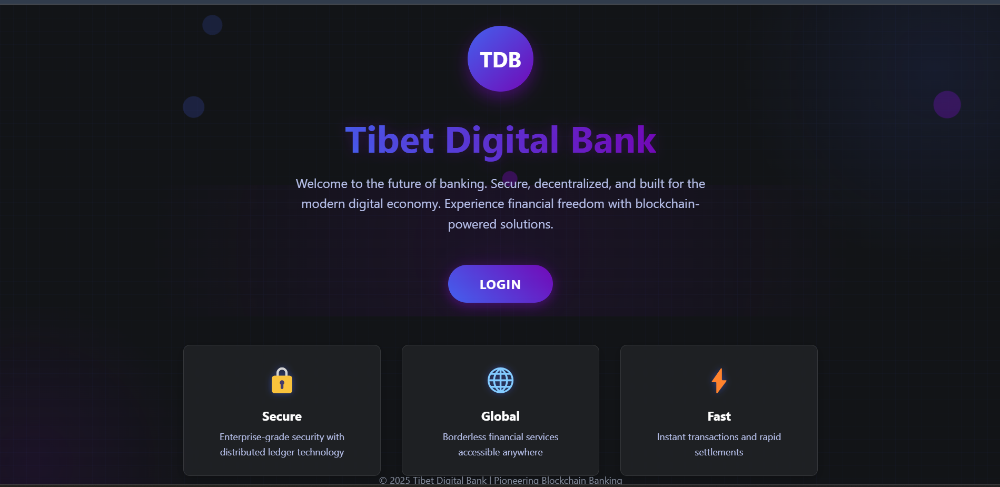 TDB
Tibet Digital Bank
Welcome to the future of banking. Secure, decentralized, and built for the
modern digital economy. Experience financial freedom with blockchain-
powered solutions.
LOGIN
Secure
Enterprise-grade security with
distributed ledger technology
Global
Borderless financial services
accessible anywhere
Fast
Instant transactions and rapid
settlements
© 2025 Tibet Digital Bank | Pioneering Blockchain Banking